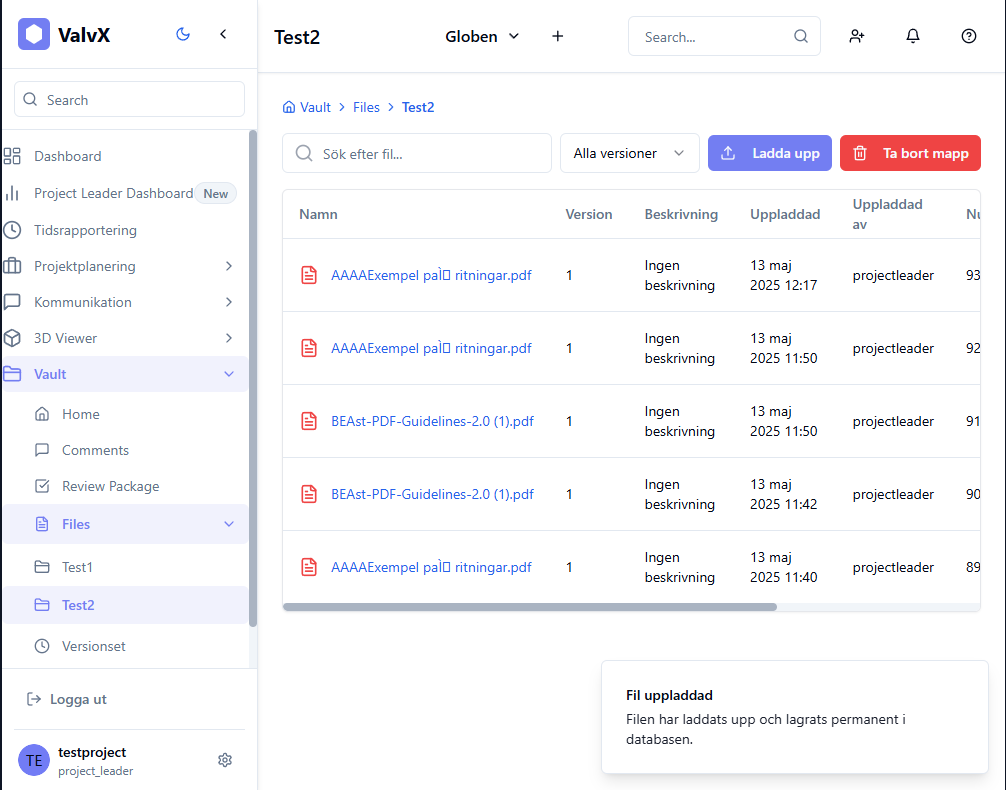 ValvX
Test2
Globen
Search...
Search
Dashboard
Project Leader Dashboard New
Tidsrapportering
Projektplanering
Kommunikation
3D Viewer
Vault
Home
Comments
Review Package
Files
Test1
Test2
Versionset
Logga ut
TE
testproject
project_leader
Vault > Files > Test2
Sök efter fil...
Alla versioner
Ladda upp
Ta bort mapp
Namn Version Beskrivning Uppladdad Uppladdad av
AAAAExempel paÌ ritningar.pdf 1 Ingen beskrivning 13 maj 2025 12:17 projectleader 93
AAAAExempel paÌ ritningar.pdf 1 Ingen beskrivning 13 maj 2025 11:50 projectleader 92
BEAst-PDF-Guidelines-2.0 (1).pdf 1 Ingen beskrivning 13 maj 2025 11:50 projectleader 91
BEAst-PDF-Guidelines-2.0 (1).pdf 1 Ingen beskrivning 13 maj 2025 11:42 projectleader 90
AAAAExempel paÌ ritningar.pdf 1 Ingen beskrivning 13 maj 2025 11:40 projectleader 89
Fil uppladdad
Filen har laddats upp och lagrats permanent i
databasen.